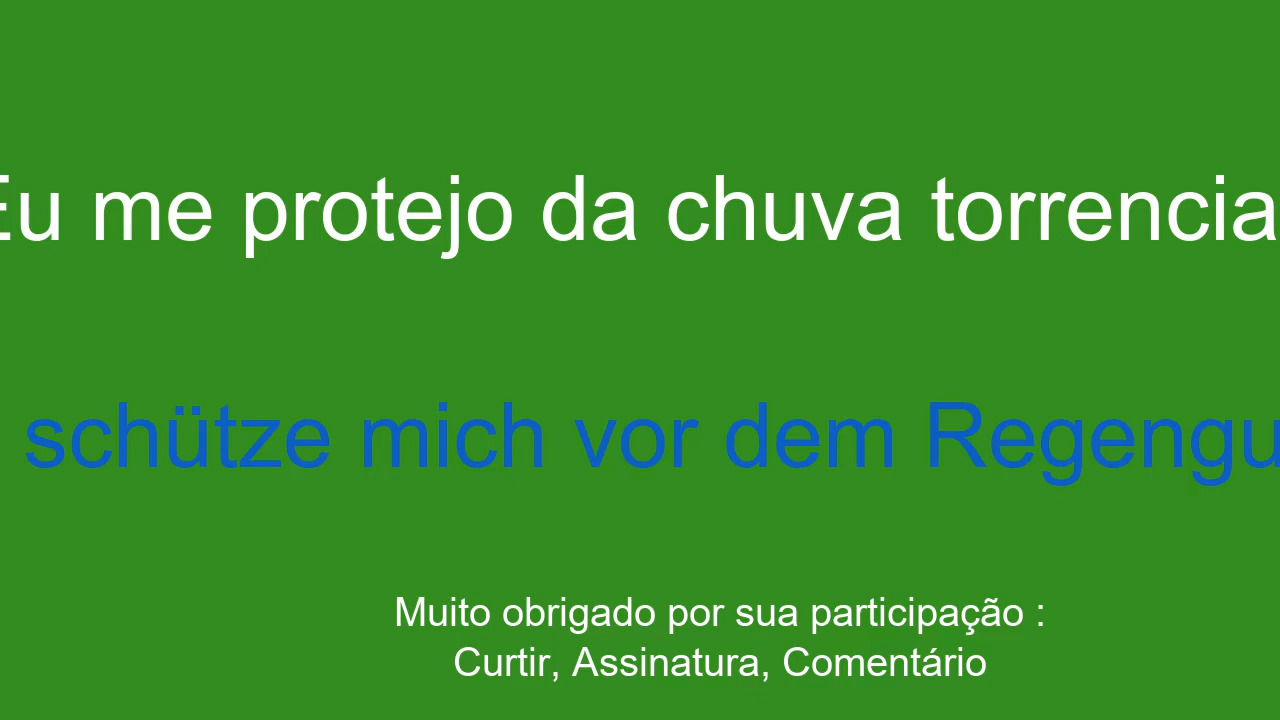 Eu me protejo da chuva torrencia
schütze mich vor dem Regengu
Muito obrigado por sua participação :
Curtir, Assinatura, Comentário